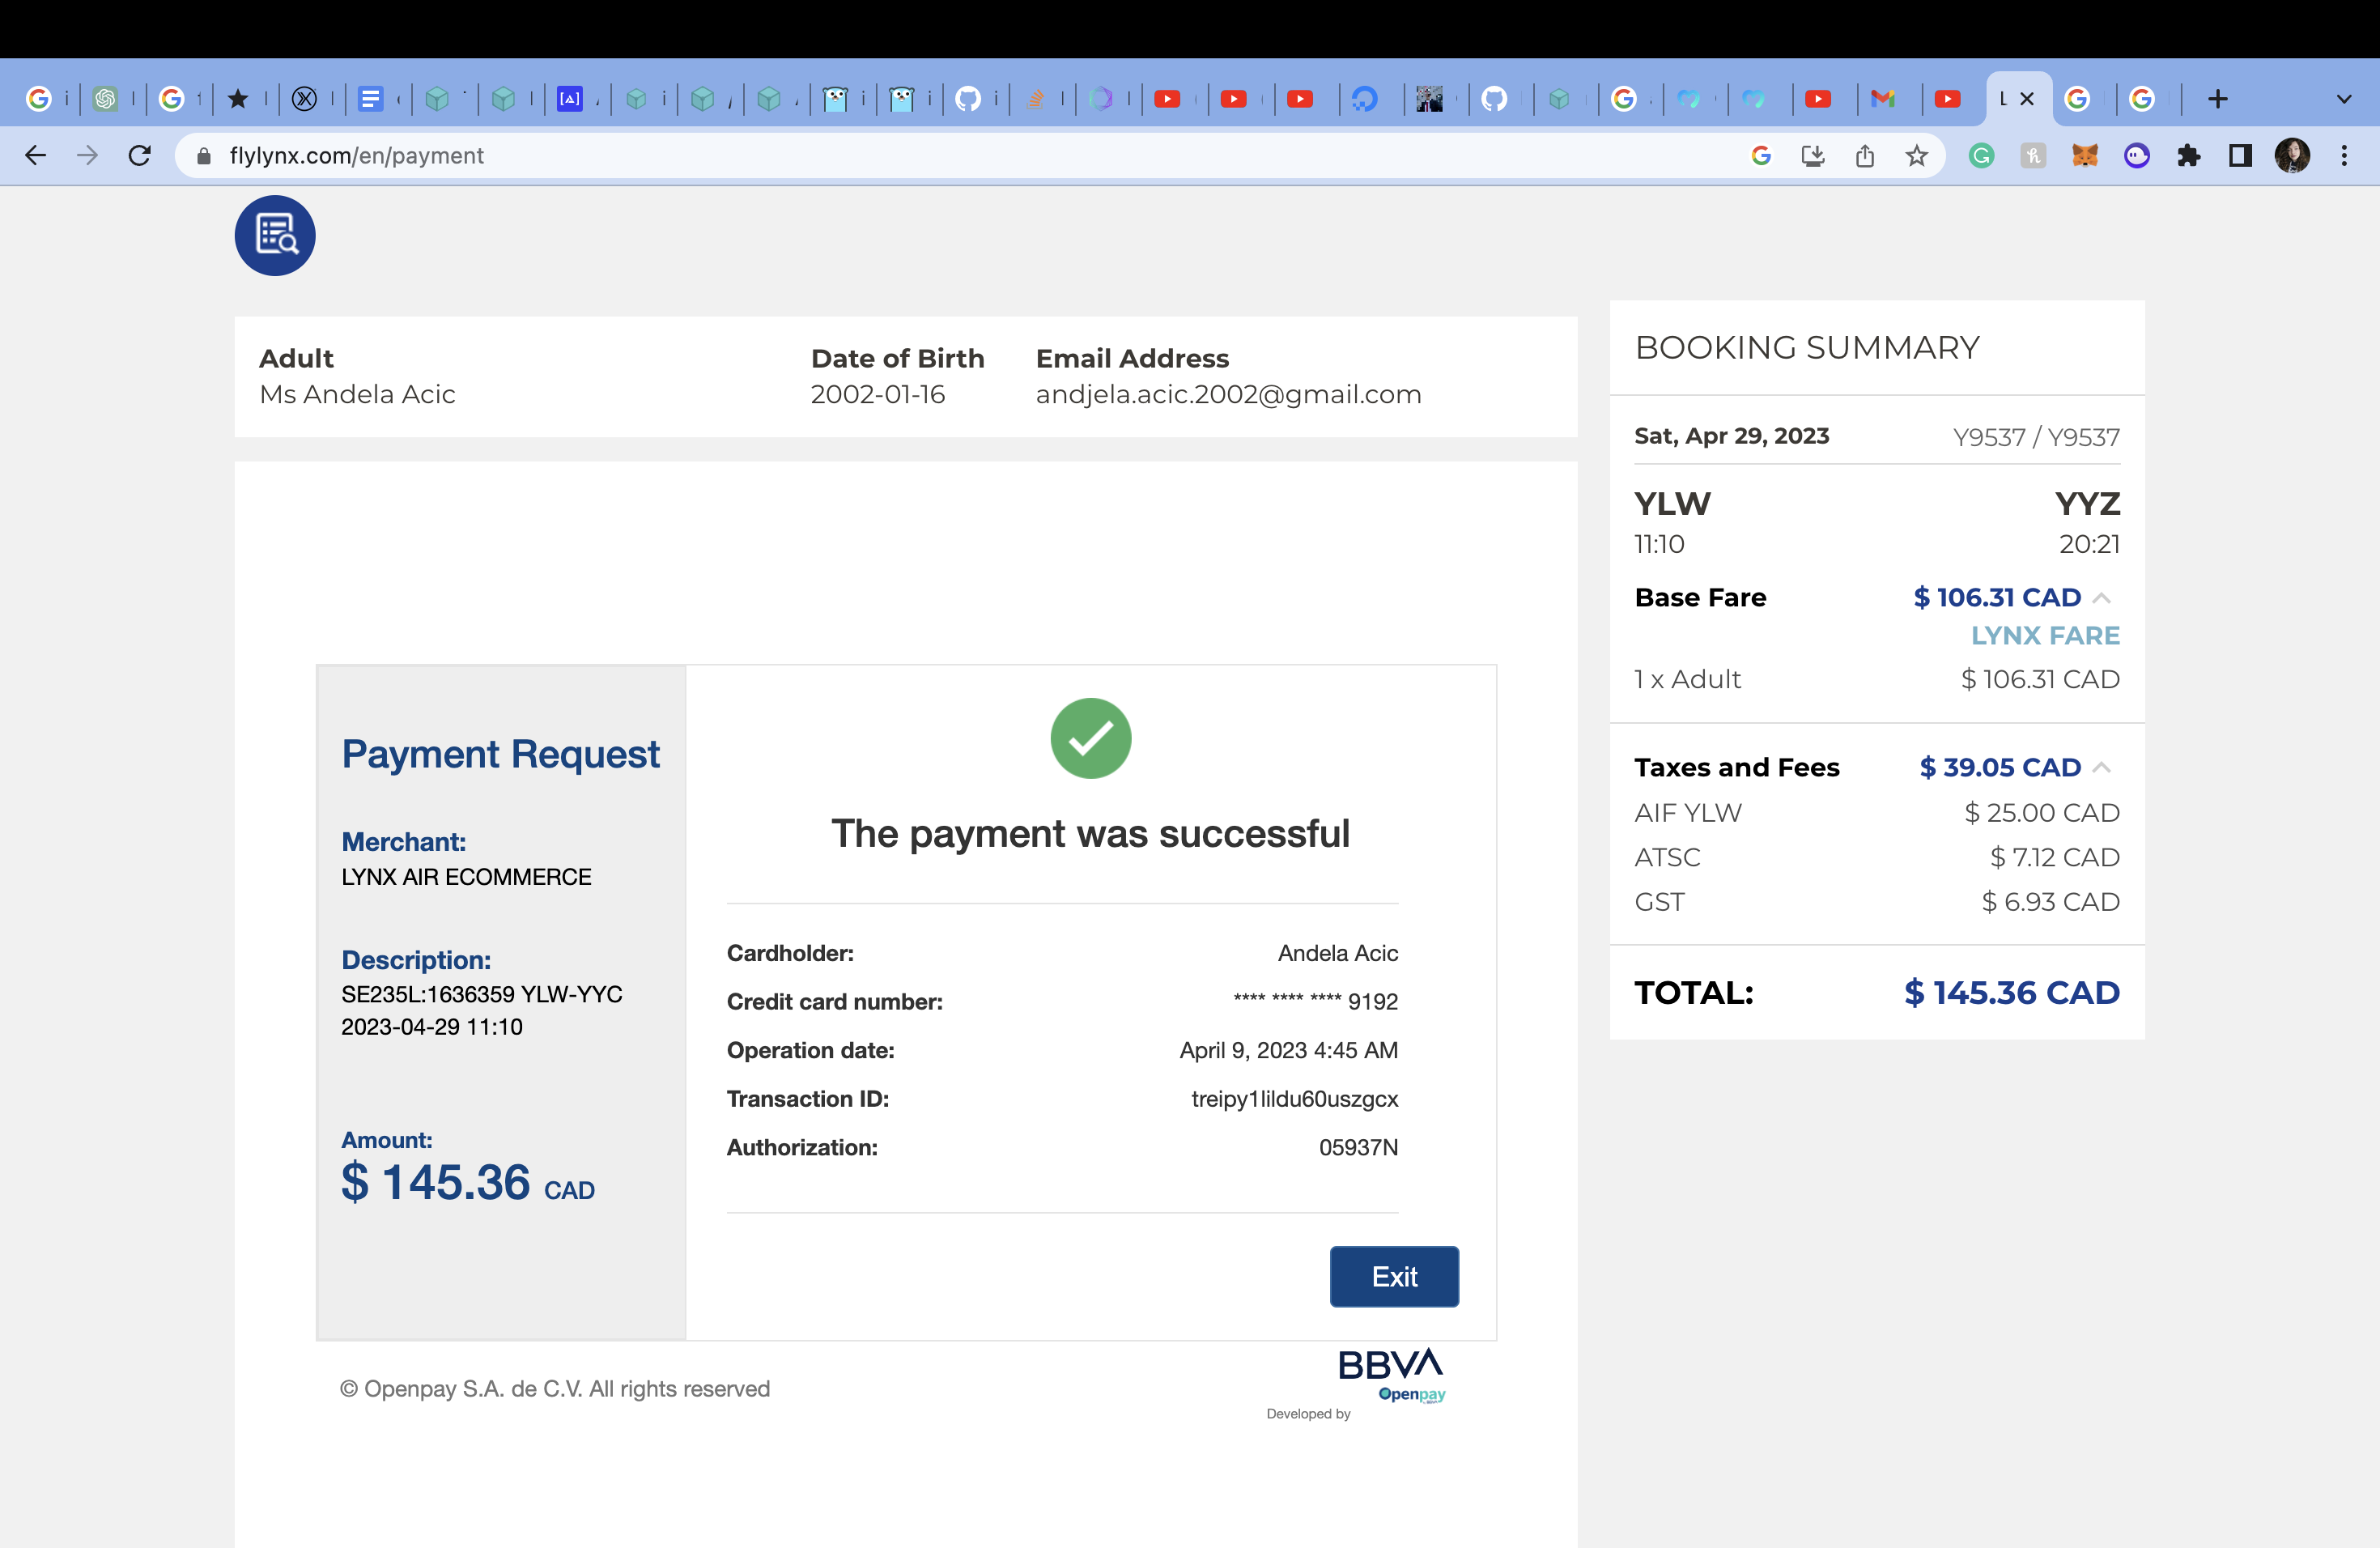 flylynx.com/en/payment
Adult
Ms Andela Acic
Date of Birth
2002-01-16
Email Address
andjela.acic.2002@gmail.com
Payment Request
Merchant:
LYNX AIR ECOMMERCE
Description:
SE235L:1636359 YLW-YYC
2023-04-29 11:10
Amount:
$ 145.36 CAD
The payment was successful
Cardholder: Andela Acic
Credit card number: **** **** **** 9192
Operation date: April 9, 2023 4:45 AM
Transaction ID: treipy1lildu60uszgcx
Authorization: 05937N
Exit
© Openpay S.A. de C.V. All rights reserved
BBVA
Openpay
Developed by
BOOKING SUMMARY
Sat, Apr 29, 2023 Y9537 / Y9537
YLW YYZ
11:10 20:21
Base Fare $ 106.31 CAD
LYNX FARE
1 x Adult $ 106.31 CAD
Taxes and Fees $ 39.05 CAD
AIF YLW $ 25.00 CAD
ATSC $ 7.12 CAD
GST $ 6.93 CAD
TOTAL: $ 145.36 CAD